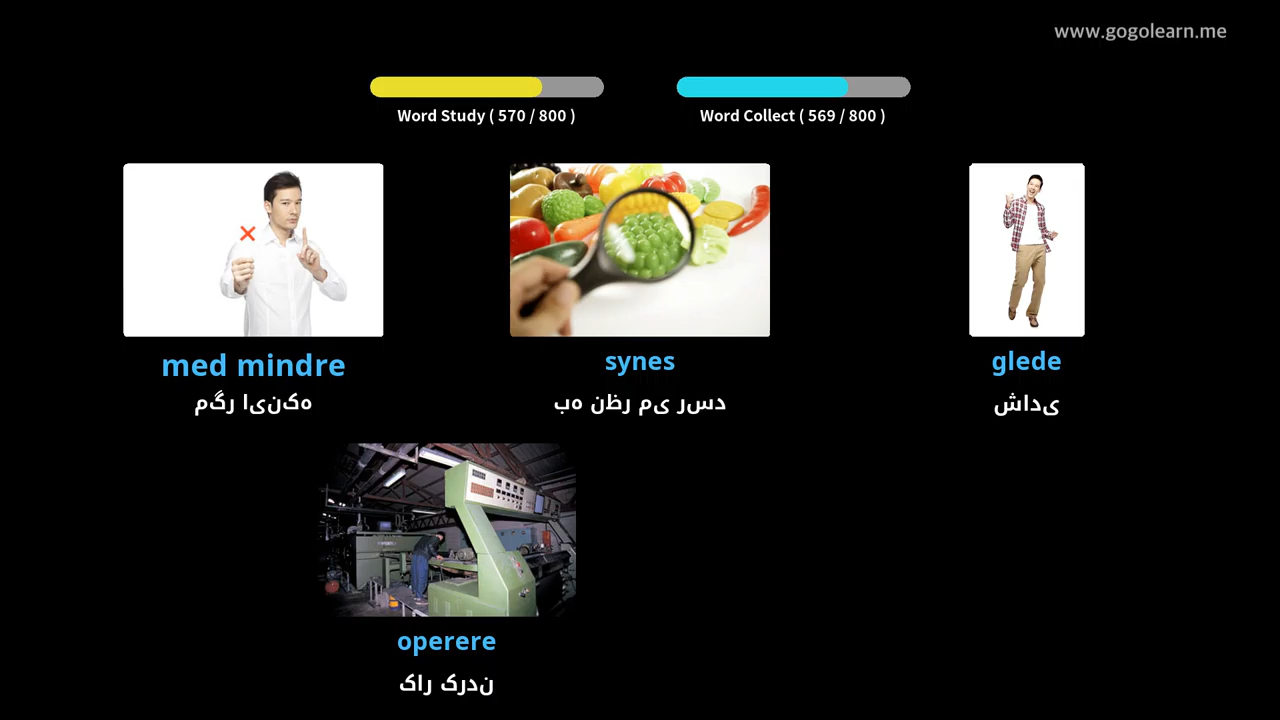 www.gogolearn.me
Word Study ( 570 / 800 )
Word Collect ( 569 / 800 )
med mindre
مگر اینکه
synes
به نظر می رسد
glede
شادی
operere
کار کردن